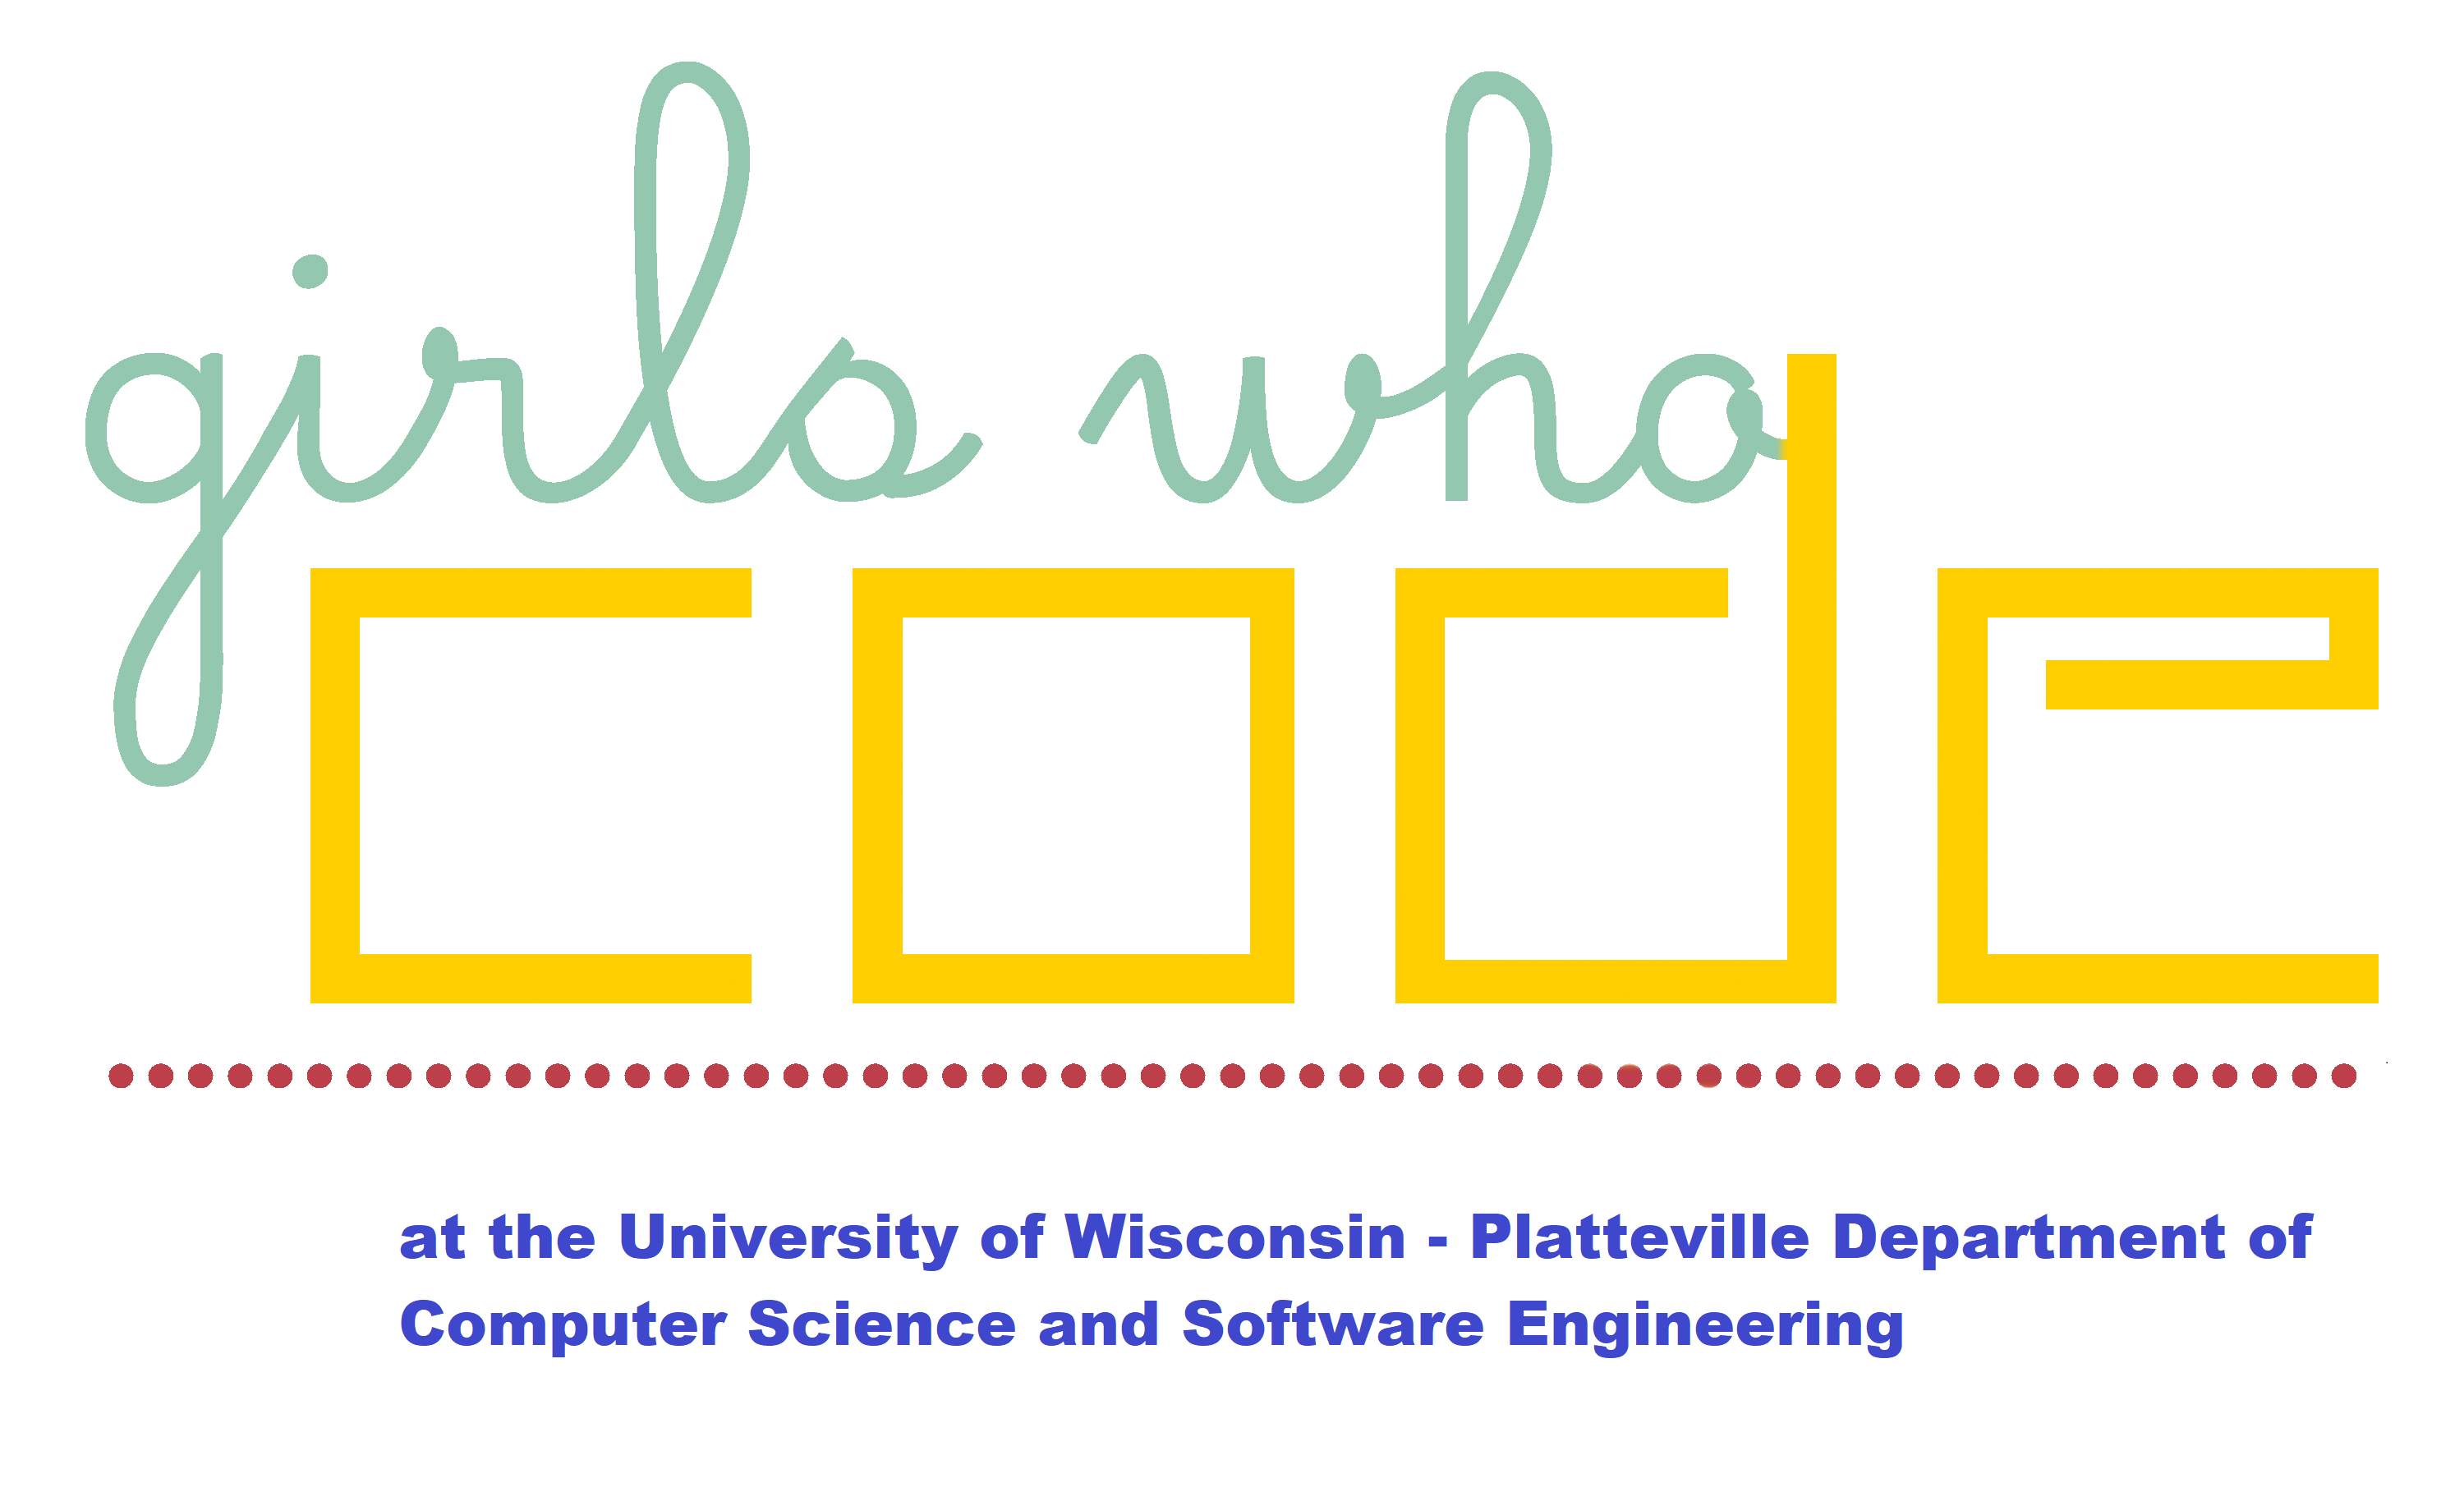 girls who
code
at the University of Wisconsin - Platteville Department of
Computer Science and Software Engineering